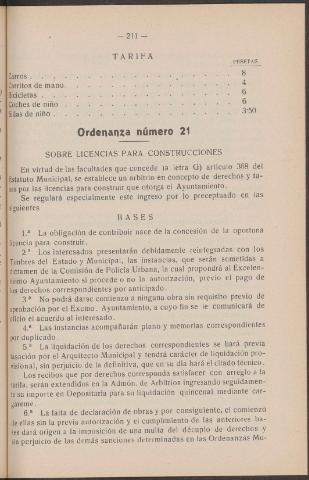 — 211 —
TARIFA
PESETAS
Carros . . . . . . . . . . . . 8
Carritos de mano . . . . . . . . . . . . 4
Bicicletas . . . . . . . . . . . . 6
Coches de niño . . . . . . . . . . . . 6
Sillas de niño . . . . . . . . . . . . 3'50
Ordenanza número 21
SOBRE LICENCIAS PARA CONSTRUCCIONES
En virtud de las facultades que concede la letra G) artículo 368 del
Estatuto Municipal, se establece un arbitrio en concepto de derechos y ta-
sas por las licencias para construir que otorga el Ayuntamiento.
Se regulará especialmente este ingreso por lo preceptuado en las
siguientes
BASES
1.ª La obligación de contribuir nace de la concesión de la oportuna
licencia para construir.
2.ª Los interesados presentarán debidamente reintegradas con los
Timbres del Estado y Municipal, las instancias, que serán sometidas a
dictamen de la Comisión de Policía Urbana, la cual propondrá al Excelen-
tísimo Ayuntamiento si procede o no la autorización, previo el pago de
los derechos correspondientes por anticipado.
3.ª No podrá darse comienzo a ninguna obra sin requisito previo de
aprobación por el Excmo. Ayuntamiento, a cuyo fin se le comunicará de
oficio el acuerdo al interesado.
4.ª Las instancias acompañarán plano y memorias correspondientes
por duplicado.
5.ª La liquidación de los derechos correspondientes se hará previa
tasación por el Arquitecto Municipal y tendrá carácter de liquidación pro-
visional, sin perjuicio de la definitiva, que en su día hará el citado técnico.
Los recibos que por derechos corresponda satisfacer con arreglo a la
tarifa, serán extendidos en la Admón. de Arbitrios ingresando seguidamen-
te su importe en Depositaría para su liquidación quincenal mediante car-
gareme.
6.ª La falta de declaración de obras y por consiguiente, el comienzo
de ellas sin la previa autorización y el cumplimiento de las anteriores ba-
ses dará origen a la imposición de una multa del décuplo de derechos y
sin perjuicio de las demás sanciones determinadas en las Ordenanzas Mu-